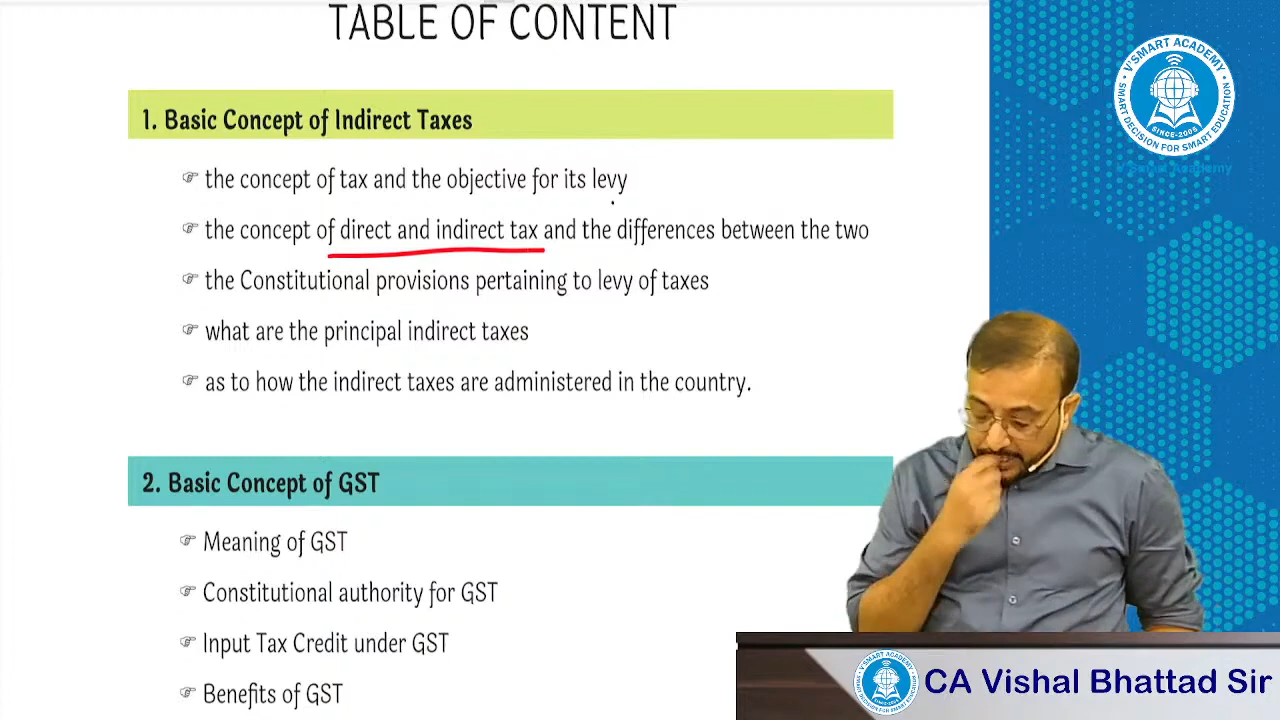 TABLE OF CONTENT
1. Basic Concept of Indirect Taxes
the concept of tax and the objective for its levy
the concept of direct and indirect tax and the differences between the two
the Constitutional provisions pertaining to levy of taxes
what are the principal indirect taxes
as to how the indirect taxes are administered in the country.
2. Basic Concept of GST
Meaning of GST
Constitutional authority for GST
Input Tax Credit under GST
Benefits of GST
V'SMART ACADEMY
SINCE-2005
SMART DECISION FOR SMART EDUCATION
V'Smart Academy
CA Vishal Bhattad Sir